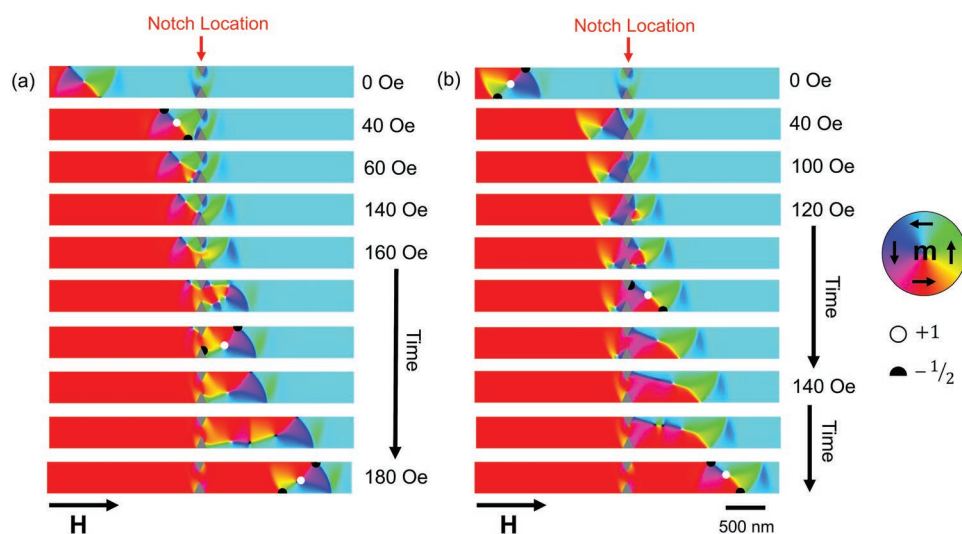 Notch Location
(a)
0 Oe
40 Oe
60 Oe
140 Oe
160 Oe
Time
180 Oe
H
Notch Location
(b)
0 Oe
40 Oe
100 Oe
120 Oe
Time
140 Oe
Time
H
500 nm
m
+1
−1/2